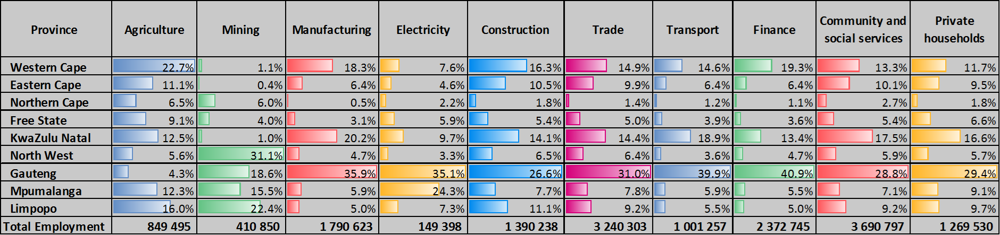 Province Agriculture Mining Manufacturing Electricity Construction Trade Transport Finance Community and social services Private households
Western Cape 22.7% 1.1% 18.3% 7.6% 16.3% 14.9% 14.6% 19.3% 13.3% 11.7%
Eastern Cape 11.1% 0.4% 6.4% 4.6% 10.5% 9.9% 6.4% 6.4% 10.1% 9.5%
Northern Cape 6.5% 6.0% 0.5% 2.2% 1.8% 1.4% 1.2% 1.1% 2.7% 1.8%
Free State 9.1% 4.0% 3.1% 5.9% 5.4% 5.0% 3.9% 3.6% 5.4% 6.6%
KwaZulu Natal 12.5% 1.0% 20.2% 9.7% 14.1% 14.4% 18.9% 13.4% 17.5% 16.6%
North West 5.6% 31.1% 4.7% 3.3% 6.5% 6.4% 3.6% 4.7% 5.9% 5.7%
Gauteng 4.3% 18.6% 35.9% 35.1% 26.6% 31.0% 39.9% 40.9% 28.8% 29.4%
Mpumalanga 12.3% 15.5% 5.9% 24.3% 7.7% 7.8% 5.9% 5.5% 7.1% 9.1%
Limpopo 16.0% 22.4% 5.0% 7.3% 11.1% 9.2% 5.5% 5.0% 9.2% 9.7%
Total Employment 849 495 410 850 1 790 623 149 398 1 390 238 3 240 303 1 001 257 2 372 745 3 690 797 1 269 530